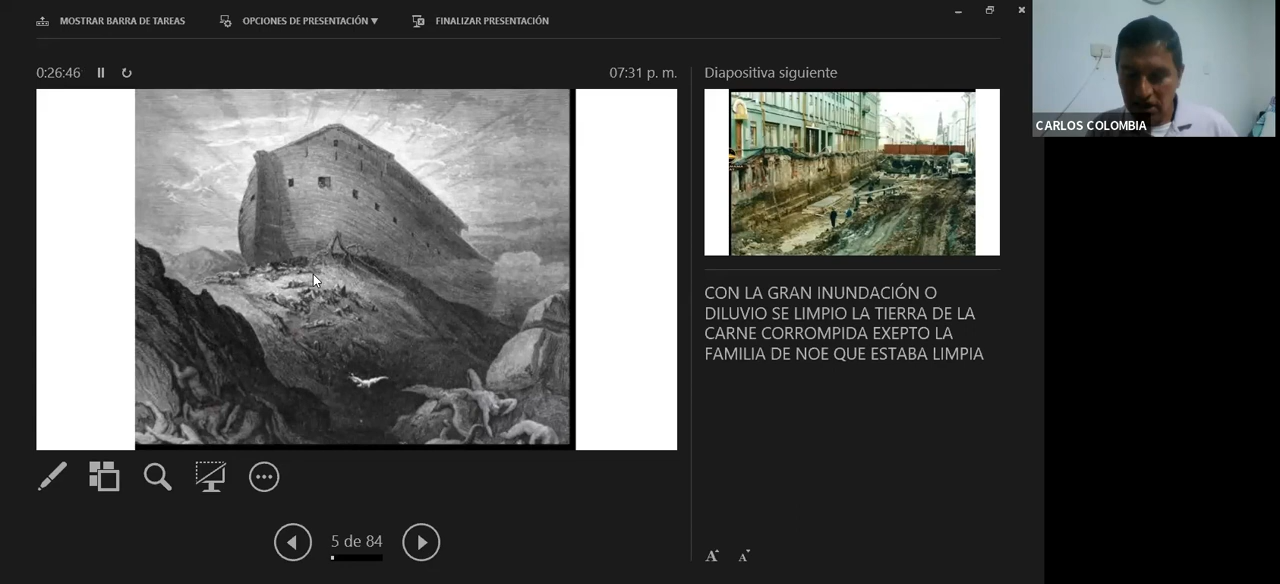 MOSTRAR BARRA DE TAREAS
OPCIONES DE PRESENTACIÓN ▼
FINALIZAR PRESENTACIÓN
0:26:46
07:31 p. m.
Diapositiva siguiente
CARLOS COLOMBIA
CON LA GRAN INUNDACIÓN O
DILUVIO SE LIMPIO LA TIERRA DE LA
CARNE CORROMPIDA EXEPTO LA
FAMILIA DE NOE QUE ESTABA LIMPIA
5 de 84
A A